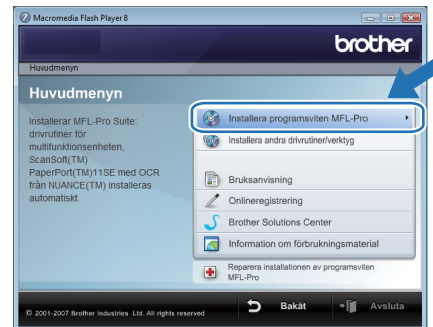 Macromedia Flash Player 8
brother
Huvudmenyn
Huvudmenyn
Installerar MFL-Pro Suite:
drivrutiner för
multifunktionsenheten,
ScanSoft(TM)
PaperPort(TM)11SE med OCR
från NUANCE(TM) installeras
automatiskt.
Installera programsviten MFL-Pro
Installera andra drivrutiner/verktyg
Bruksanvisning
Onlineregistrering
Brother Solutions Center
Information om förbrukningsmaterial
Reparera installationen av programsviten
MFL-Pro
© 2001-2007 Brother Industries Ltd. All rights reserved
Bakåt
Avsluta